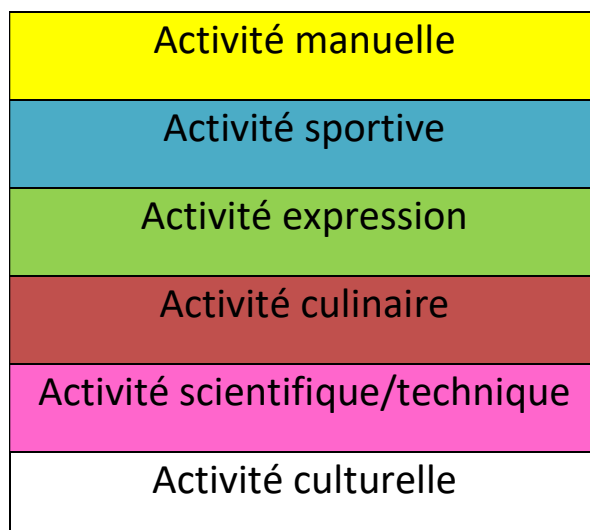 Activité manuelle
Activité sportive
Activité expression
Activité culinaire
Activité scientifique/technique
Activité culturelle